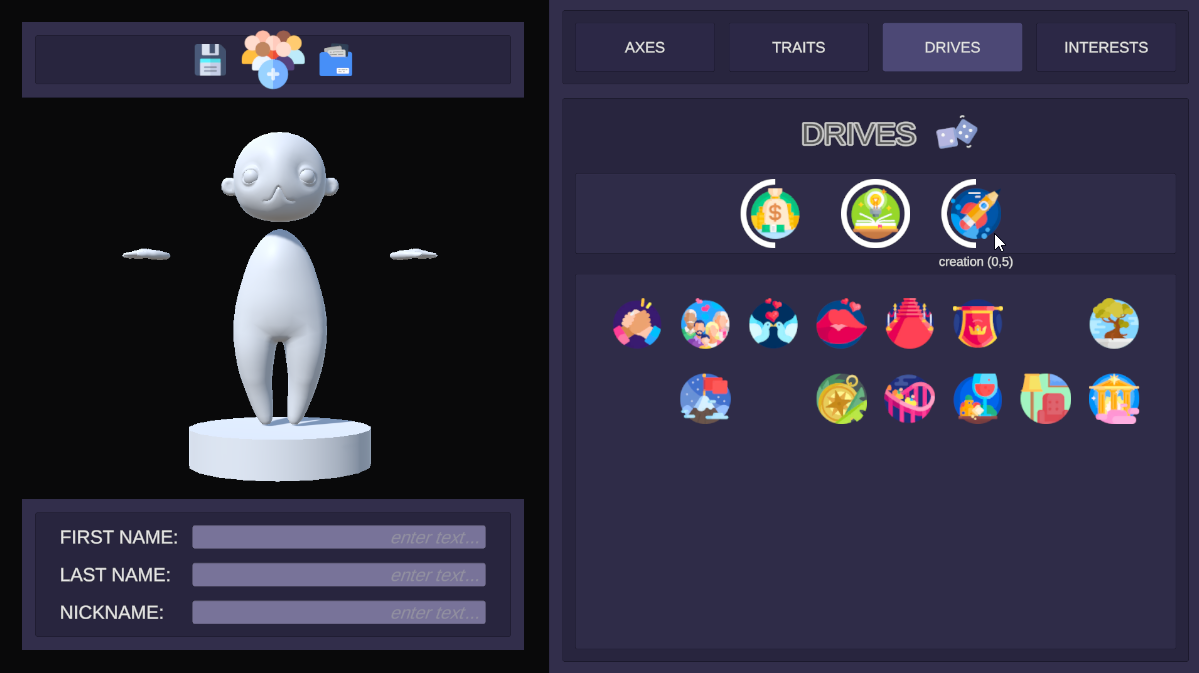 AXES
TRAITS
DRIVES
INTERESTS
DRIVES
$
creation (0,5)
FIRST NAME:
enter text...
LAST NAME:
enter text...
NICKNAME:
enter text...